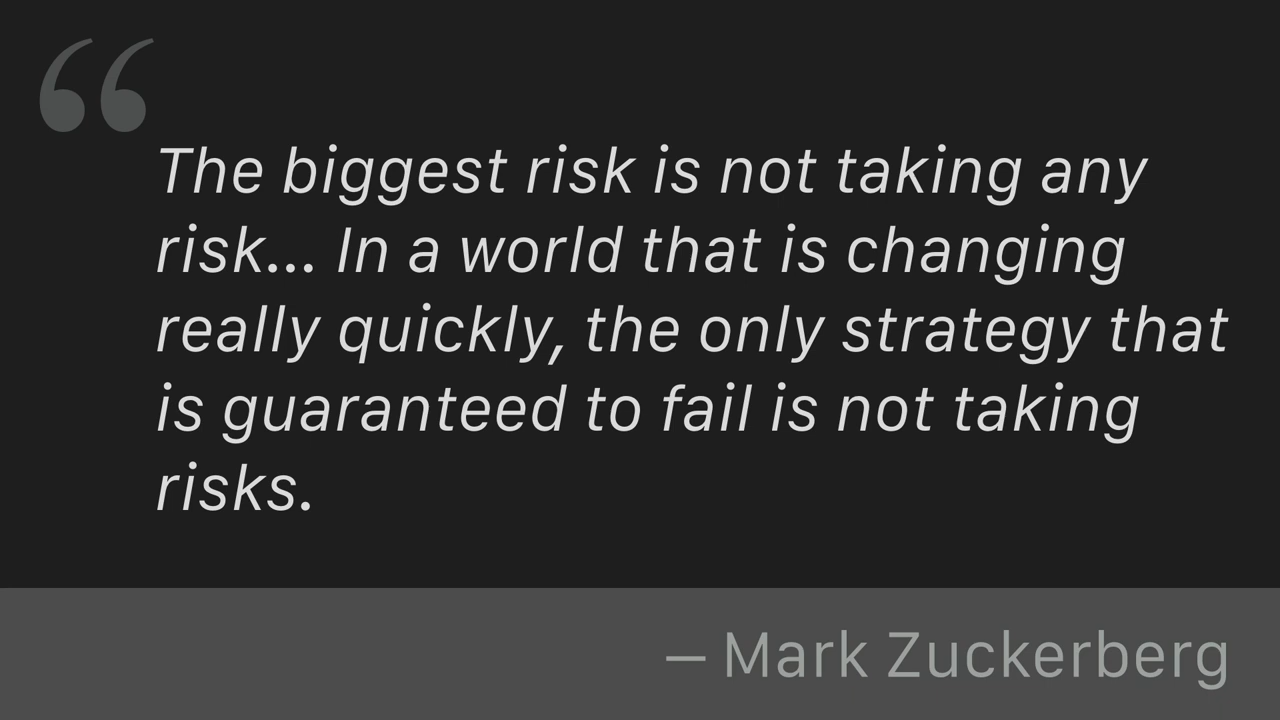 “
The biggest risk is not taking any
risk... In a world that is changing
really quickly, the only strategy that
is guaranteed to fail is not taking
risks.
– Mark Zuckerberg